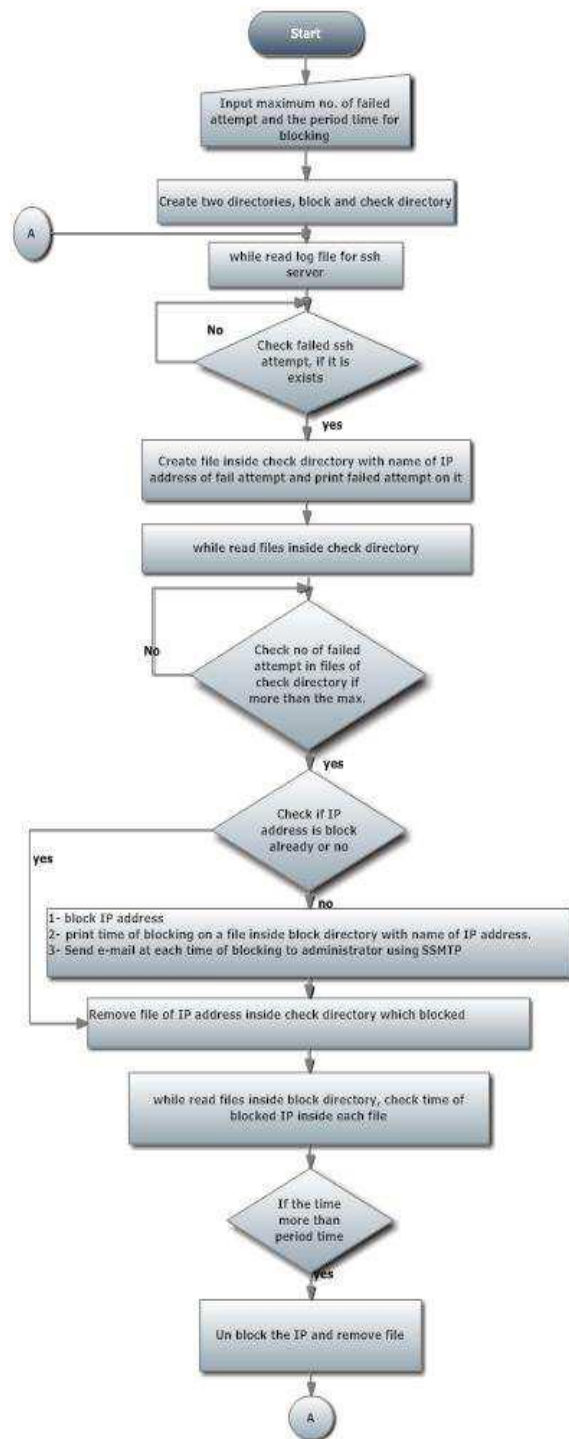 Start
Input maximum no. of failed
attempt and the period time for
blocking
Create two directories, block and check directory
A
while read log file for ssh
server
No
Check failed ssh
attempt, if it is
exists
yes
Create file inside check directory with name of IP
address of fail attempt and print failed attempt on it
while read files inside check directory
No
Check no of failed
attempt in files of
check directory if
more than the max.
yes
Check if IP
address is block
already or no
yes
no
1- block IP address
2- print time of blocking on a file inside block directory with name of IP address.
3- Send e-mail at each time of blocking to administrator using SSMTP
Remove file of IP address inside check directory which blocked
while read files inside block directory, check time of
blocked IP inside each file
If the time
more than
period time
yes
Un block the IP and remove file
A